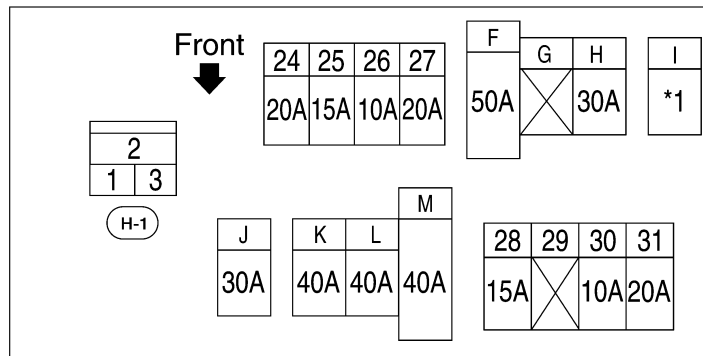 Front
24 25 26 27
20A 15A 10A 20A
F
G H
50A 30A
I
*1
2
1 3
H-1
M
J K L
30A 40A 40A 40A
28 29 30 31
15A 10A 20A